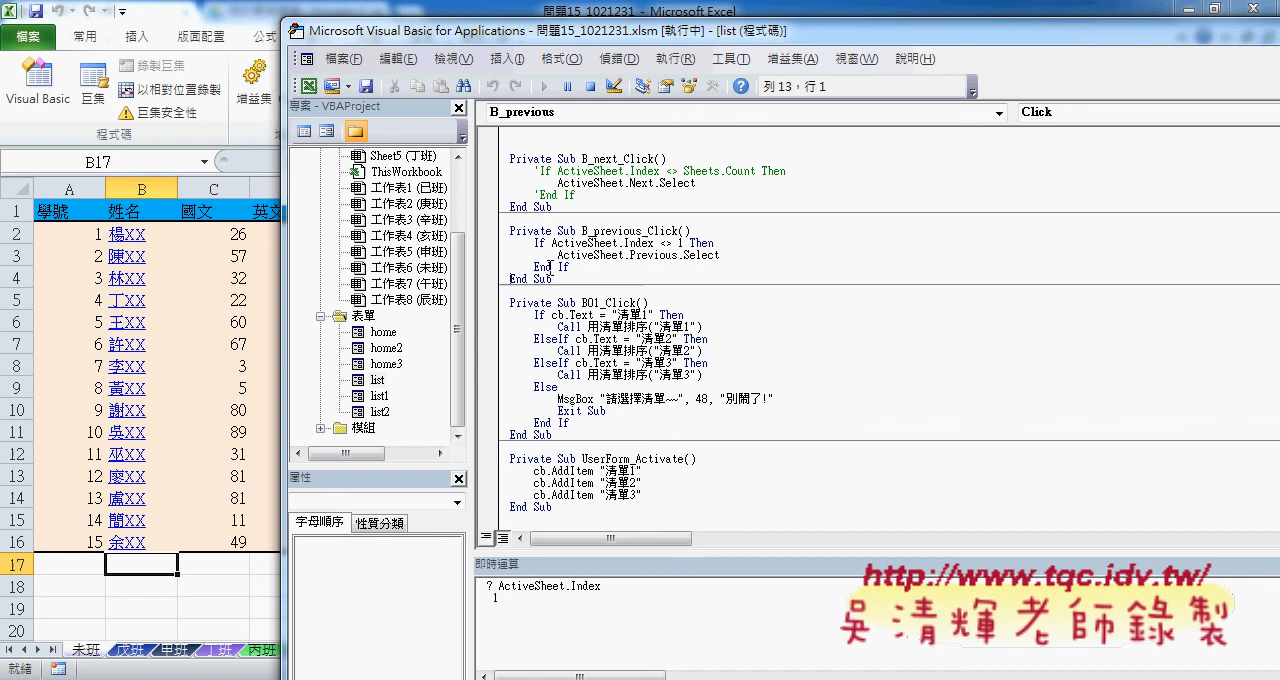 問題15_1021231 - Microsoft Excel
Microsoft Visual Basic for Applications - 問題15_1021231.xlsm [執行中] - [list (程式碼)]
檔案 常用 插入 版面配置 公式
檔案(F) 編輯(E) 檢視(V) 插入(I) 格式(O) 偵錯(D) 執行(R) 工具(T) 增益集(A) 視窗(W) 說明(H)
列 13，行 1
Visual Basic 巨集
錄製巨集
以相對位置錄製
巨集安全性
增益集
程式碼
B17
專案 - VBAProject
Sheet5 (丁班)
ThisWorkbook
工作表1 (己班)
工作表2 (庚班)
工作表3 (辛班)
工作表4 (亥班)
工作表5 (申班)
工作表6 (未班)
工作表7 (午班)
工作表8 (辰班)
表單
home
home2
home3
list
list1
list2
模組
屬性
字母順序 性質分類
B_previous Click
Private Sub B_next_Click()
'If ActiveSheet.Index <> Sheets.Count Then
ActiveSheet.Next.Select
'End If
End Sub
Private Sub B_previous_Click()
If ActiveSheet.Index <> 1 Then
ActiveSheet.Previous.Select
End If
End Sub
Private Sub B01_Click()
If cb.Text = "清單1" Then
Call 用清單排序("清單1")
ElseIf cb.Text = "清單2" Then
Call 用清單排序("清單2")
ElseIf cb.Text = "清單3" Then
Call 用清單排序("清單3")
Else
MsgBox "請選擇清單~~", 48, "別鬧了!"
Exit Sub
End If
End Sub
Private Sub UserForm_Activate()
cb.AddItem "清單1"
cb.AddItem "清單2"
cb.AddItem "清單3"
End Sub
即時運算
? ActiveSheet.Index
1
A B C
1 學號 姓名 國文 英文
2 1 楊XX 26
3 2 陳XX 57
4 3 林XX 32
5 4 丁XX 22
6 5 王XX 60
7 6 許XX 67
8 7 李XX 3
9 8 黃XX 5
10 9 謝XX 80
11 10 吳XX 89
12 11 巫XX 31
13 12 廖XX 81
14 13 盧XX 81
15 14 簡XX 11
16 15 余XX 49
17
18
19
20
未班 戊班 甲班 丁班 丙班
就緒
http://www.tqc.idv.tw/
吳清輝老師錄製